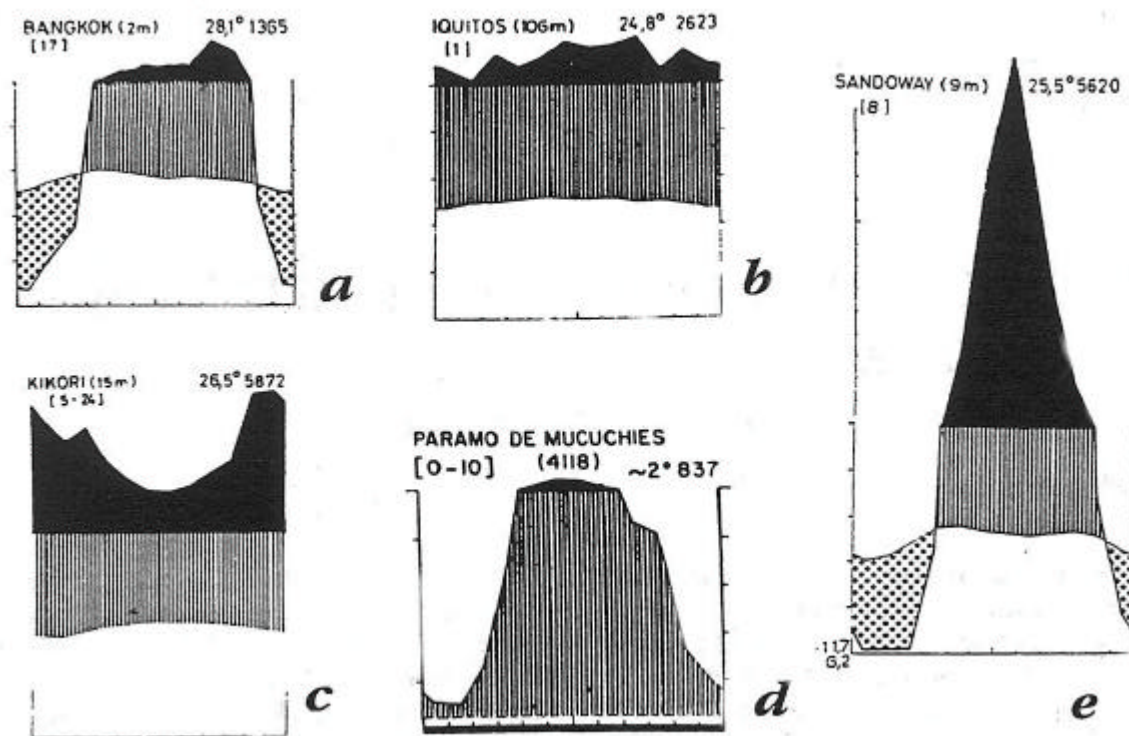 BANGKOK (2m) 28,1° 1365
[17]
a
IQUITOS (106m) 24,8° 2623
[1]
b
KIKORI (15m) 26,5° 5872
[5-24]
c
PARAMO DE MUCUCHIES
[0-10] (4118) ~2° 837
d
SANDOWAY (9m) 25,5° 5620
[8]
-11,7
G,2
e